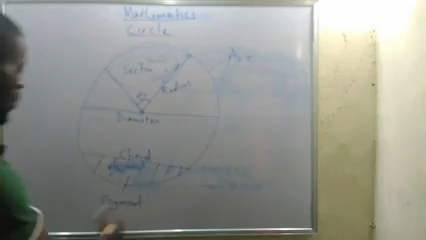 Mathematics
Circle
Arc
Sector
Radius
Diameter
Chord
Segment